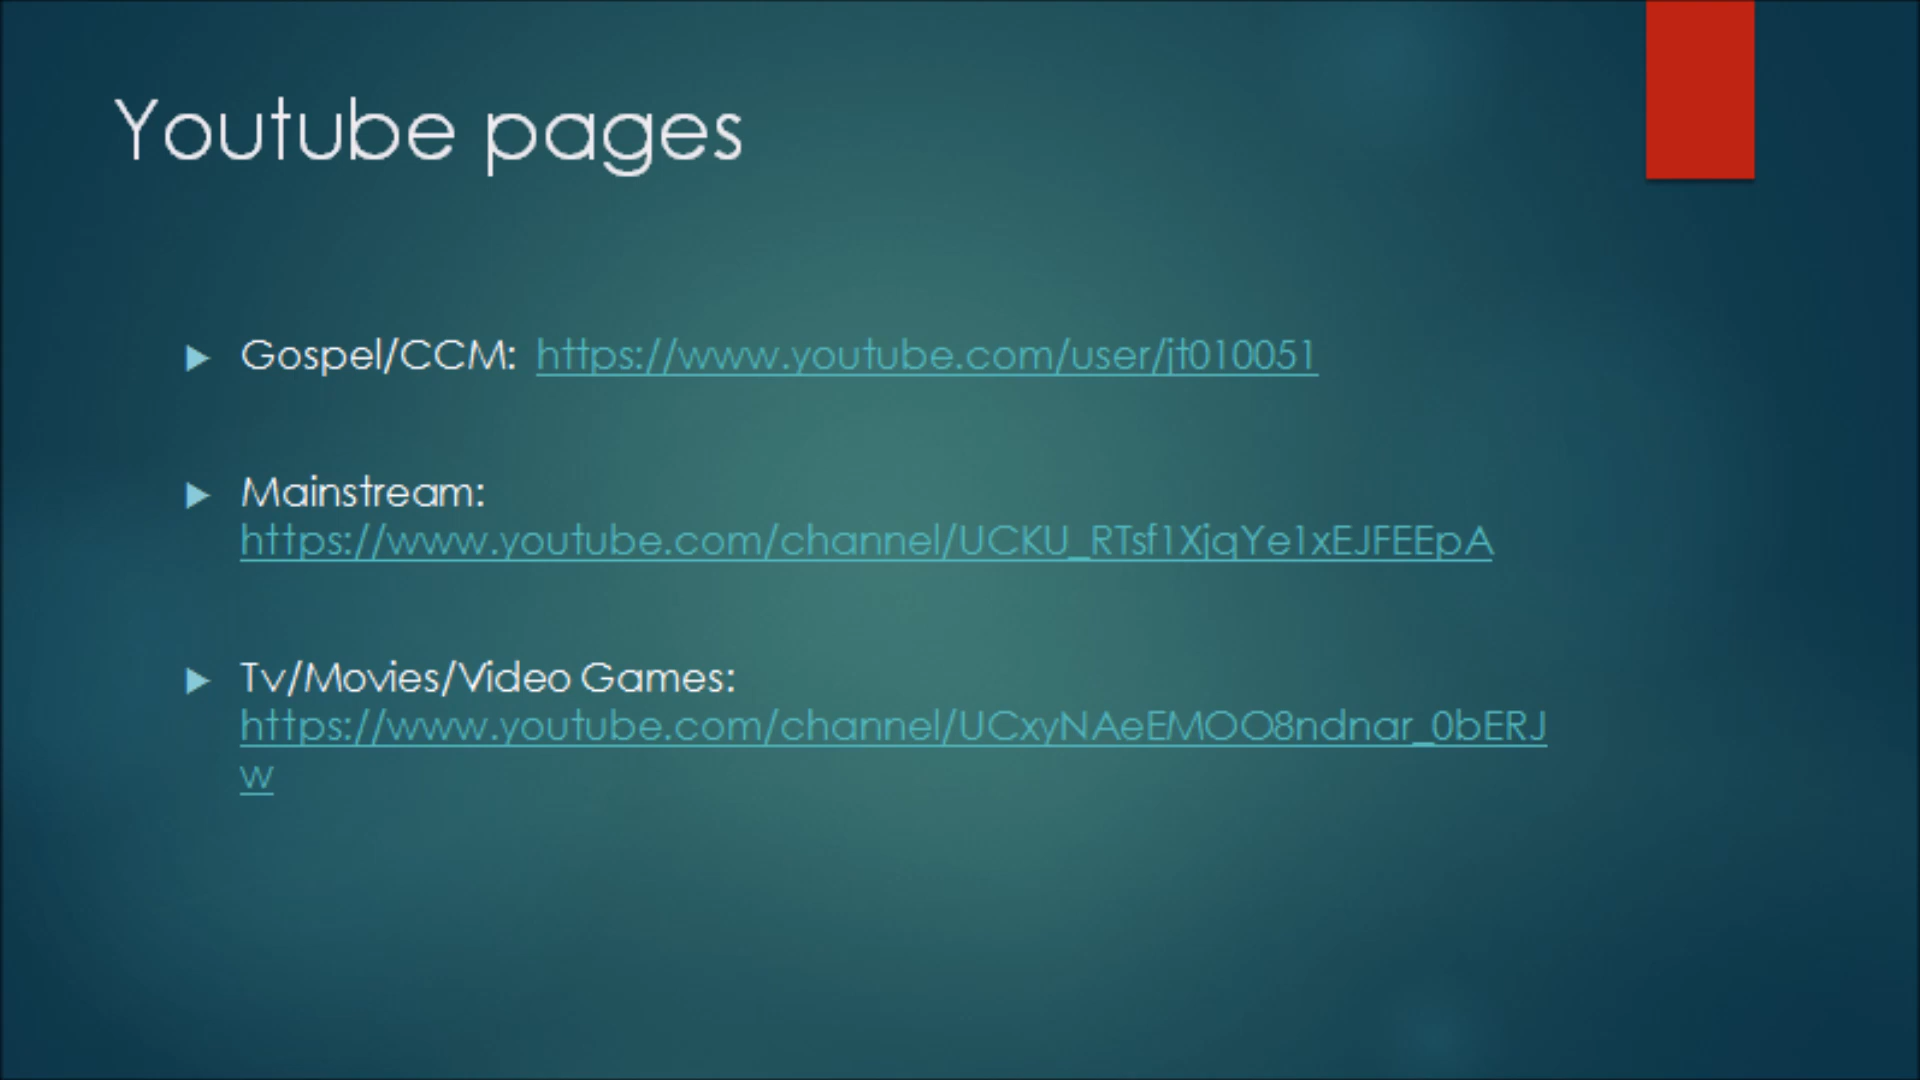 Youtube pages
Gospel/CCM: https://www.youtube.com/user/jt010051
Mainstream:
https://www.youtube.com/channel/UCKU_RTsf1XjqYe1xEJFEEpA
Tv/Movies/Video Games:
https://www.youtube.com/channel/UCxyNAeEMOO8ndnar_0bERJ
w